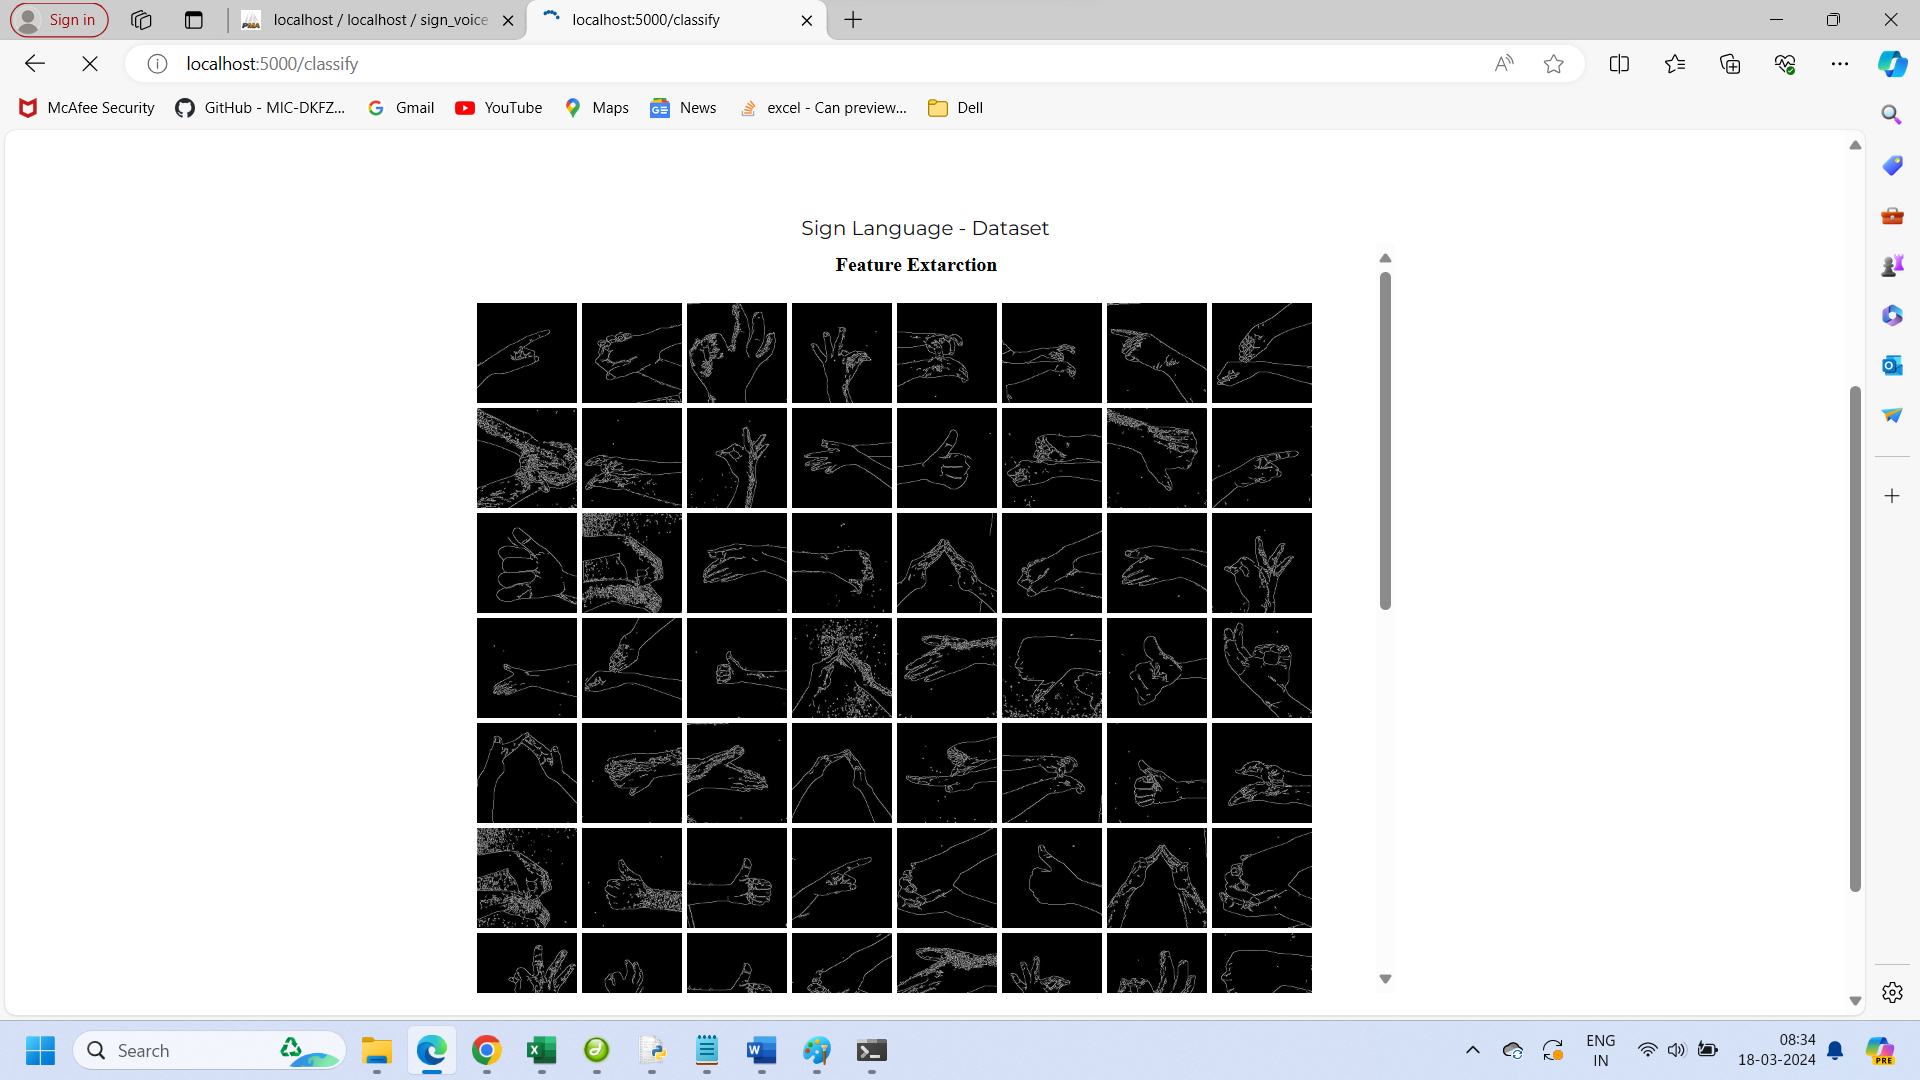 Sign in
localhost / localhost / sign_voice
localhost:5000/classify
localhost:5000/classify
McAfee Security
GitHub - MIC-DKFZ...
Gmail
YouTube
Maps
News
excel - Can preview...
Dell
Sign Language - Dataset
Feature Extarction
Search
ENG
IN
08:34
18-03-2024
PRE